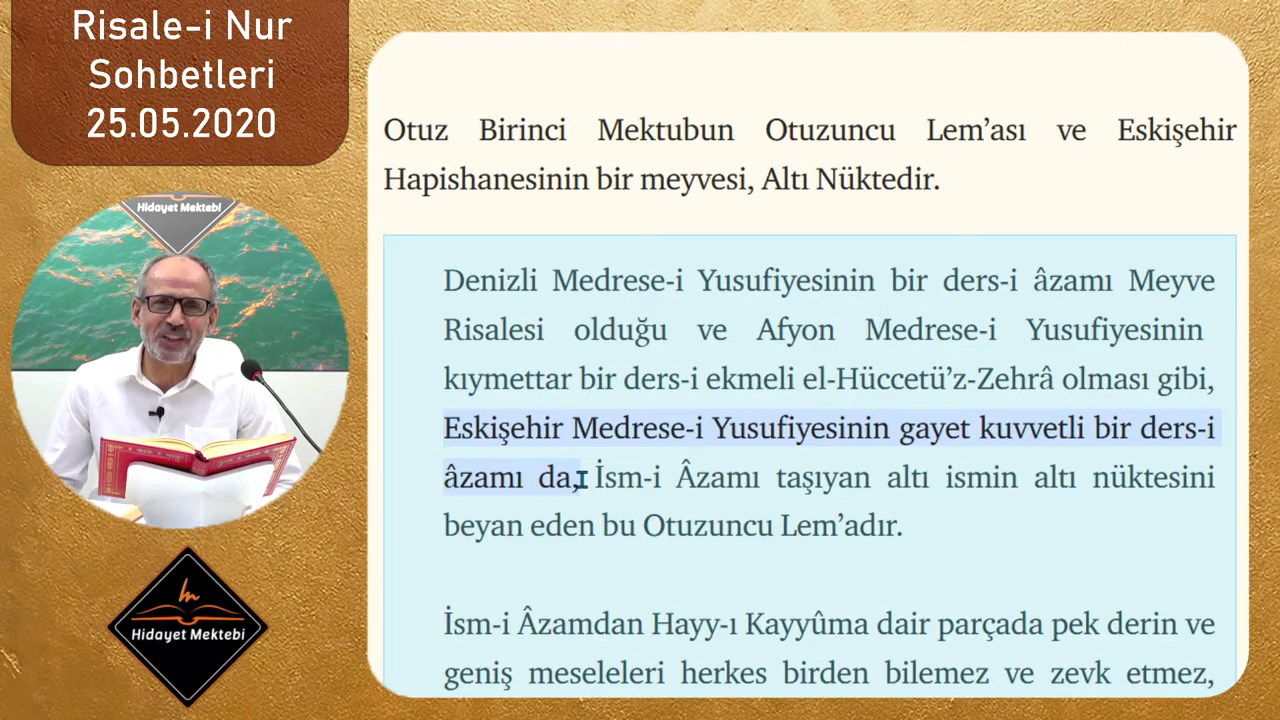 Risale-i Nur
Sohbetleri
25.05.2020
Hidayet Mektebi
Hidayet Mektebi
Otuz Birinci Mektubun Otuzuncu Lem’ası ve Eskişehir
Hapishanesinin bir meyvesi, Altı Nüktedir.
Denizli Medrese-i Yusufiyesinin bir ders-i âzamı Meyve
Risalesi olduğu ve Afyon Medrese-i Yusufiyesinin
kıymettar bir ders-i ekmeli el-Hüccetü’z-Zehrâ olması gibi,
Eskişehir Medrese-i Yusufiyesinin gayet kuvvetli bir ders-i
âzamı da, İsm-i Âzamı taşıyan altı ismin altı nüktesini
beyan eden bu Otuzuncu Lem’adır.
İsm-i Âzamdan Hayy-ı Kayyûma dair parçada pek derin ve
geniş meseleleri herkes birden bilemez ve zevk etmez,